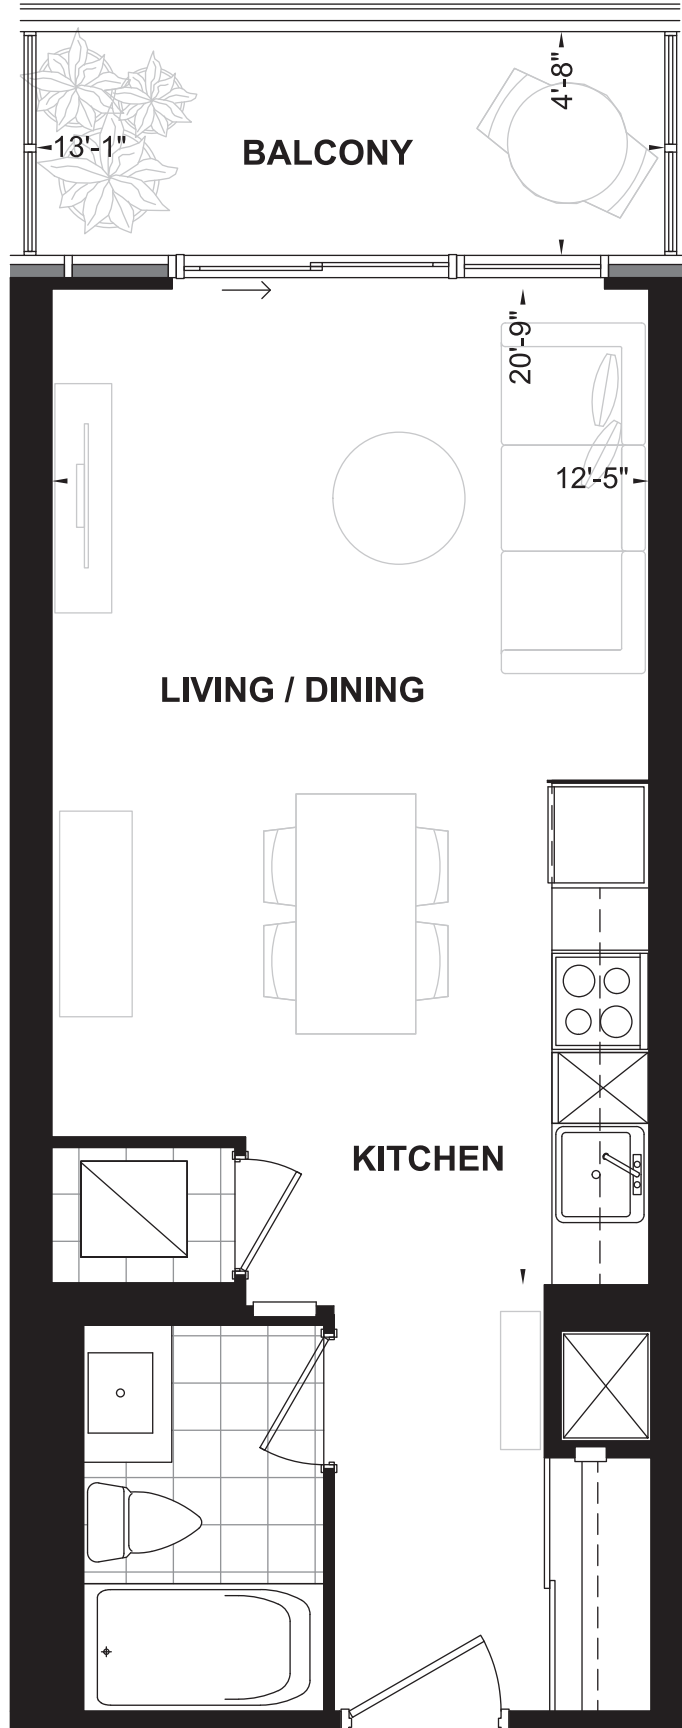 4'-8"
13'-1"
BALCONY
20'-9"
12'-5"
LIVING / DINING
KITCHEN